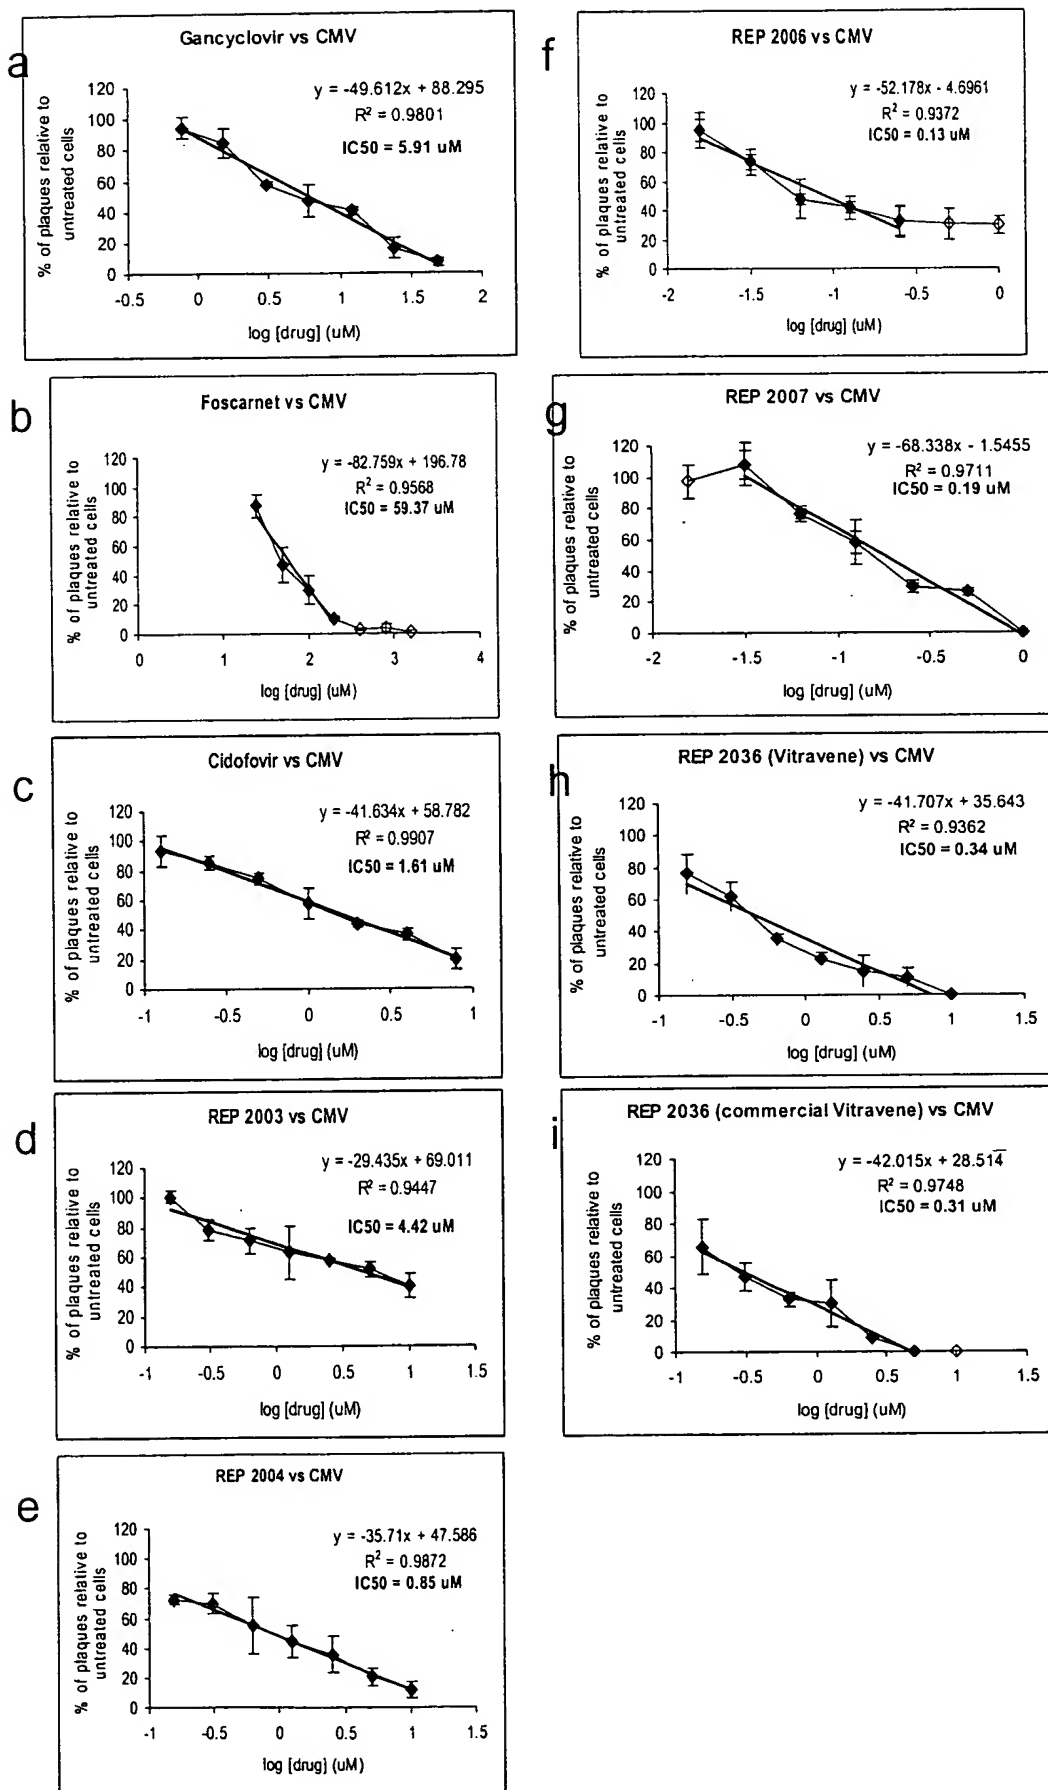 a
Gancyclovir vs CMV
y = -49.612x + 88.295
R² = 0.9801
IC50 = 5.91 uM
% of plaques relative to
untreated cells
120
100
80
60
40
20
0
-0.5 0 0.5 1 1.5 2
log [drug] (uM)
b
Foscarnet vs CMV
y = -82.759x + 196.78
R² = 0.9568
IC50 = 59.37 uM
% of plaques relative to
untreated cells
120
100
80
60
40
20
0
0 1 2 3 4
log [drug] (uM)
c
Cidofovir vs CMV
y = -41.634x + 58.782
R² = 0.9907
IC50 = 1.61 uM
% of plaques relative to
untreated cells
120
100
80
60
40
20
0
-1 -0.5 0 0.5 1
log [drug] (uM)
d
REP 2003 vs CMV
y = -29.435x + 69.011
R² = 0.9447
IC50 = 4.42 uM
% of plaques relative to
untreated cells
120
100
80
60
40
20
0
-1 -0.5 0 0.5 1 1.5
log [drug] (uM)
e
REP 2004 vs CMV
y = -35.71x + 47.586
R² = 0.9872
IC50 = 0.85 uM
% of plaques relative to
untreated cells
120
100
80
60
40
20
0
-1 -0.5 0 0.5 1 1.5
log [drug] (uM)
f
REP 2006 vs CMV
y = -52.178x - 4.6961
R² = 0.9372
IC50 = 0.13 uM
% of plaques relative to
untreated cells
120
100
80
60
40
20
0
-2 -1.5 -1 -0.5 0
log [drug] (uM)
g
REP 2007 vs CMV
y = -68.338x - 1.5455
R² = 0.9711
IC50 = 0.19 uM
% of plaques relative to
untreated cells
120
100
80
60
40
20
0
-2 -1.5 -1 -0.5 0
log [drug] (uM)
h
REP 2036 (Vitravene) vs CMV
y = -41.707x + 35.643
R² = 0.9362
IC50 = 0.34 uM
% of plaques relative to
untreated cells
120
100
80
60
40
20
0
-1 -0.5 0 0.5 1 1.5
log [drug] (uM)
i
REP 2036 (commercial Vitravene) vs CMV
y = -42.015x + 28.514
R² = 0.9748
IC50 = 0.31 uM
% of plaques relative to
untreated cells
120
100
80
60
40
20
0
-1 -0.5 0 0.5 1 1.5
log [drug] (uM)